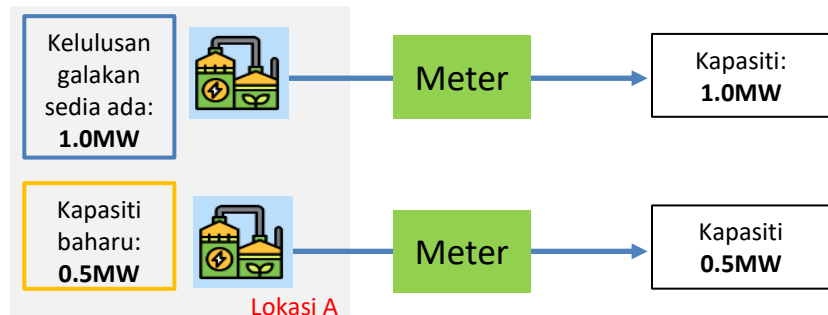 Kelulusan
galakan
sedia ada:
1.0MW
Meter
Kapasiti:
1.0MW
Kapasiti
baharu:
0.5MW
Meter
Kapasiti
0.5MW
Lokasi A